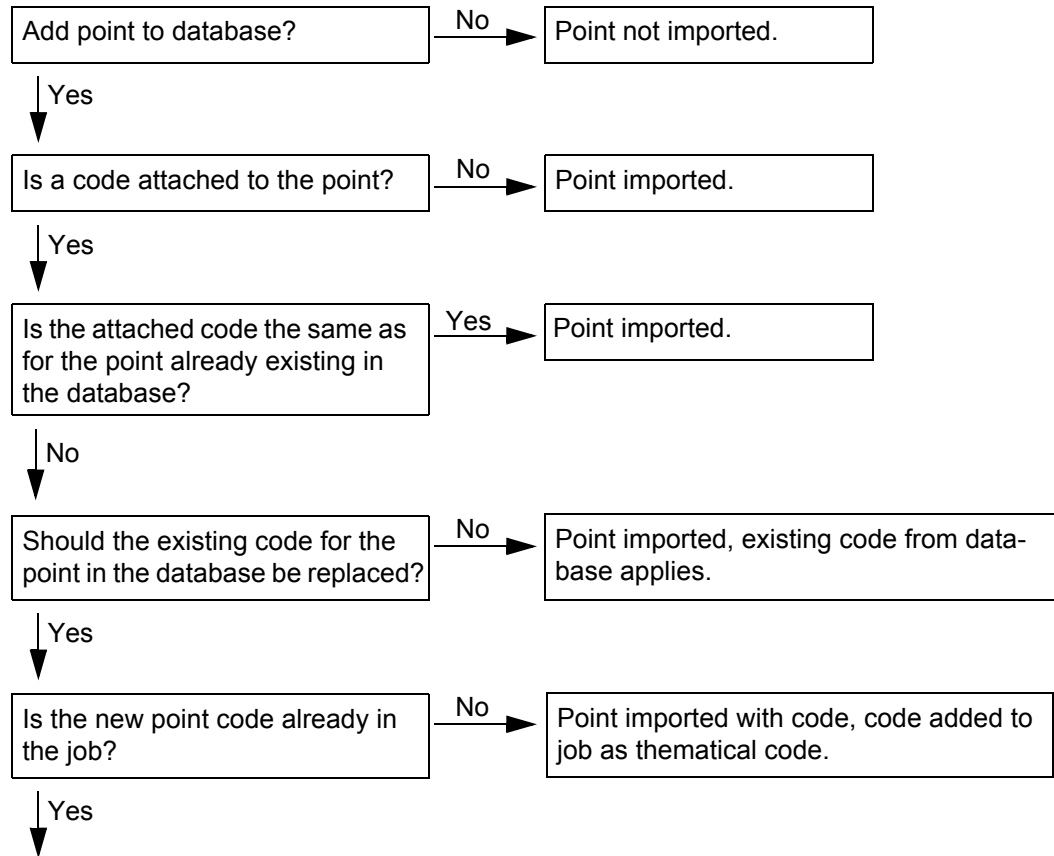 Add point to database?
No
Point not imported.
Yes
Is a code attached to the point?
No
Point imported.
Yes
Is the attached code the same as
for the point already existing in
the database?
Yes
Point imported.
No
Should the existing code for the
point in the database be replaced?
No
Point imported, existing code from data-
base applies.
Yes
Is the new point code already in
the job?
No
Point imported with code, code added to
job as thematical code.
Yes